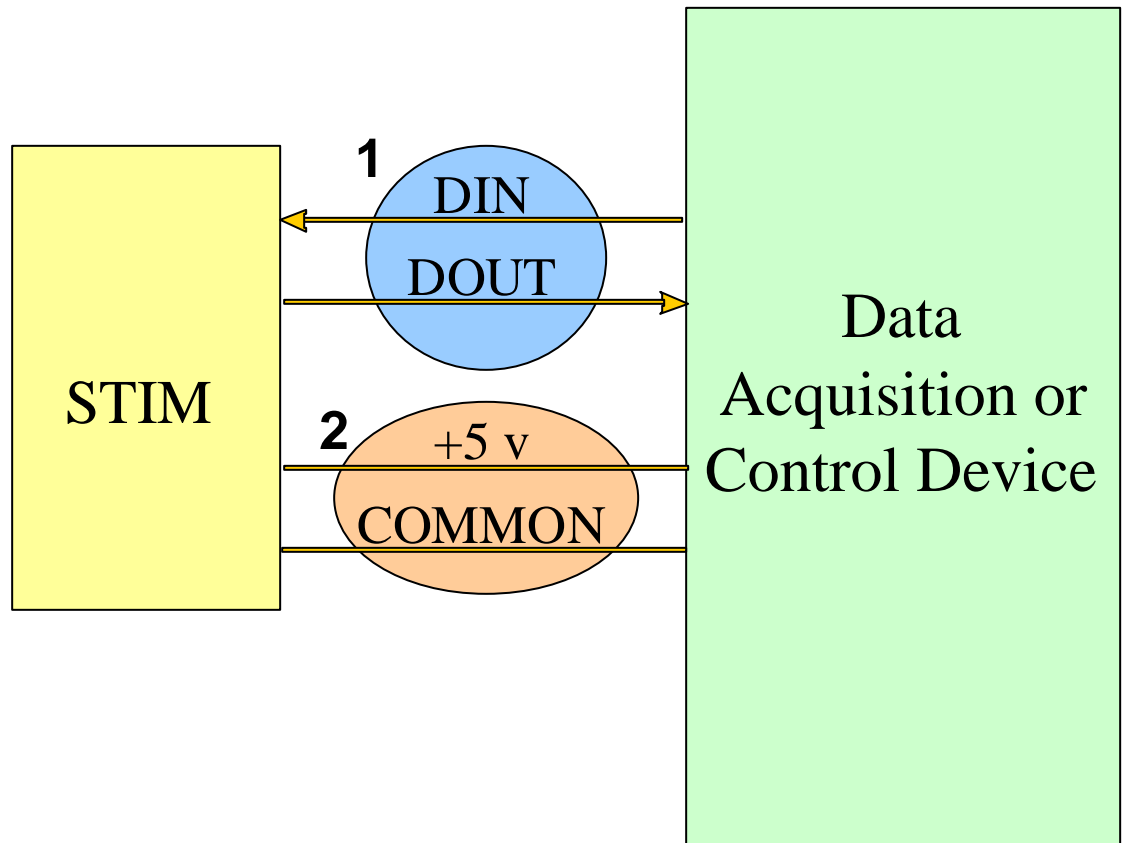 1
DIN
DOUT
STIM
2
+5 v
COMMON
Data
Acquisition or
Control Device